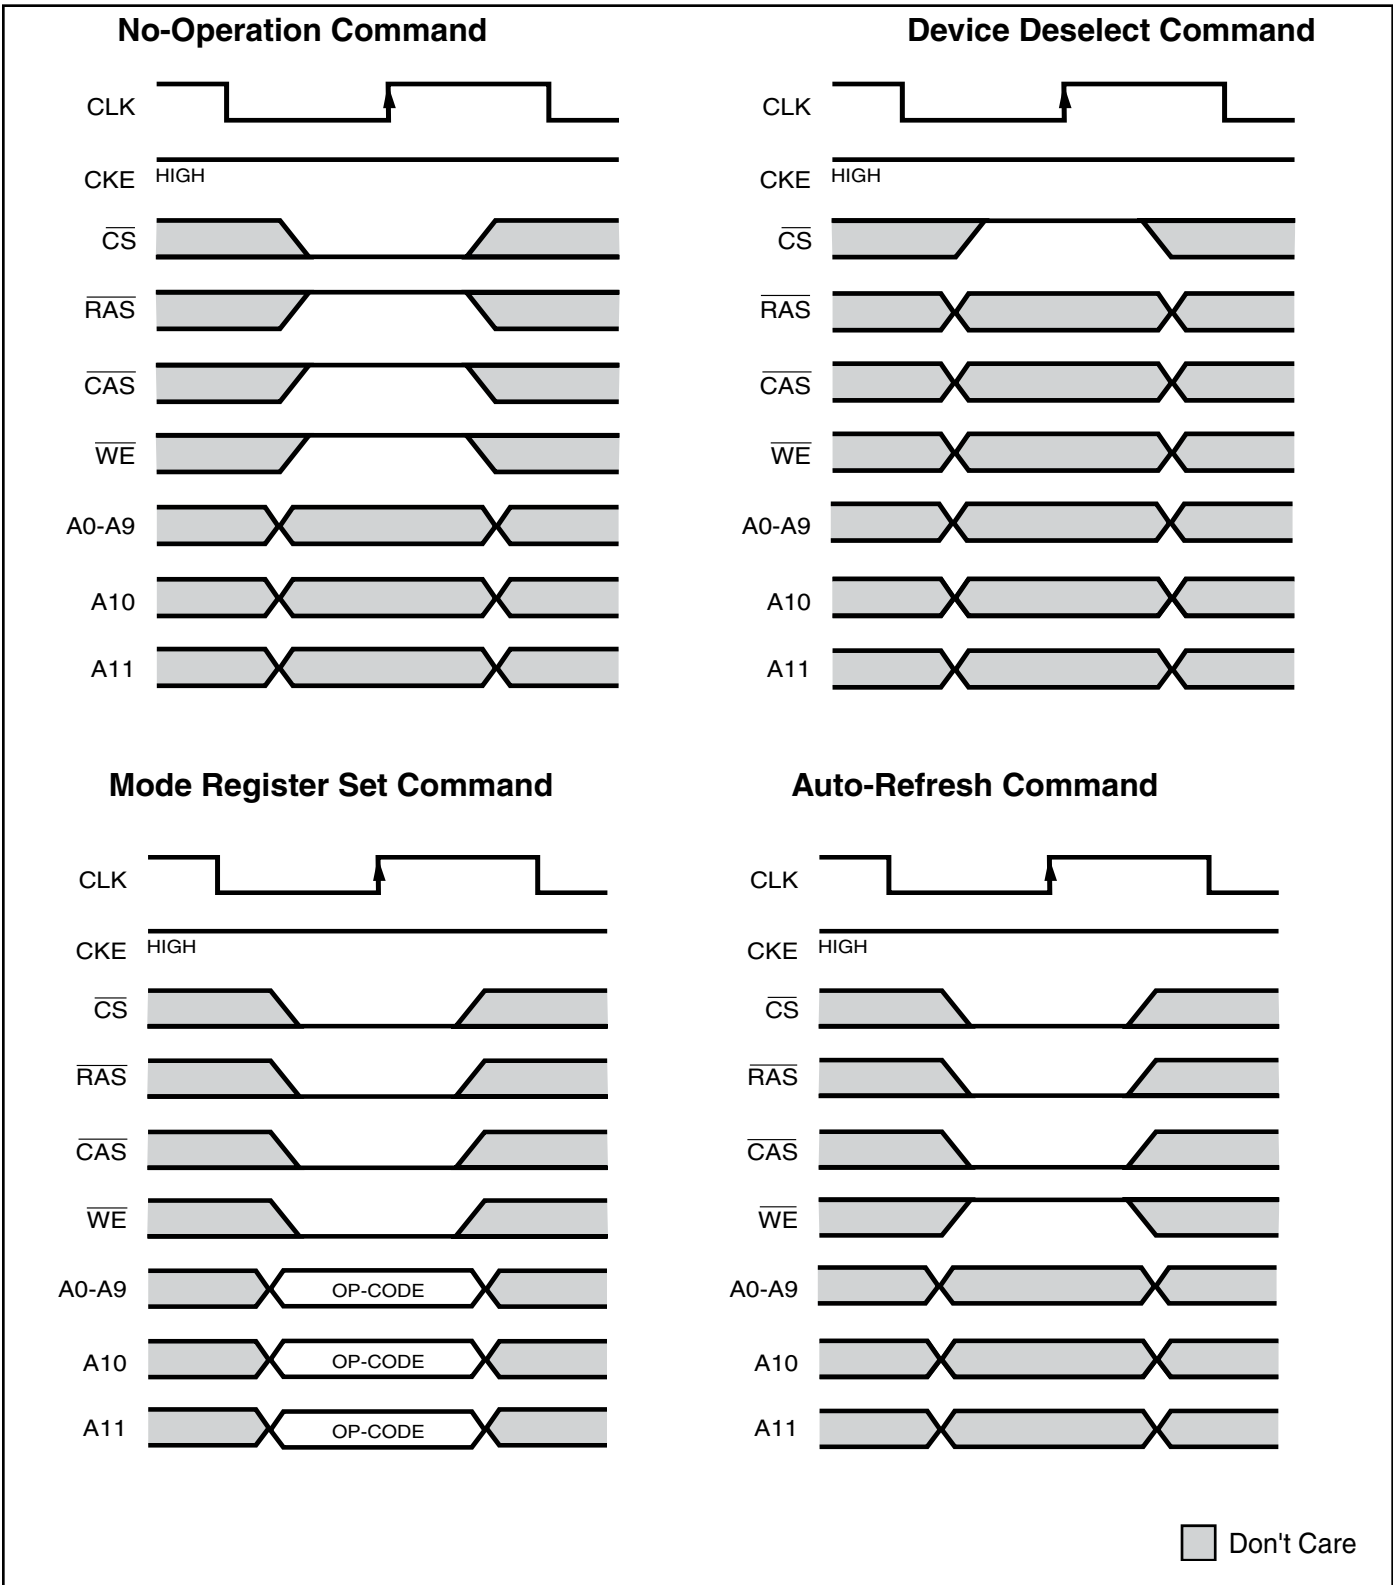 No-Operation Command
CLK
CKE HIGH
CS
RAS
CAS
WE
A0-A9
A10
A11
Device Deselect Command
CLK
CKE HIGH
CS
RAS
CAS
WE
A0-A9
A10
A11
Mode Register Set Command
CLK
CKE HIGH
CS
RAS
CAS
WE
A0-A9 OP-CODE
A10 OP-CODE
A11 OP-CODE
Auto-Refresh Command
CLK
CKE HIGH
CS
RAS
CAS
WE
A0-A9
A10
A11
Don't Care